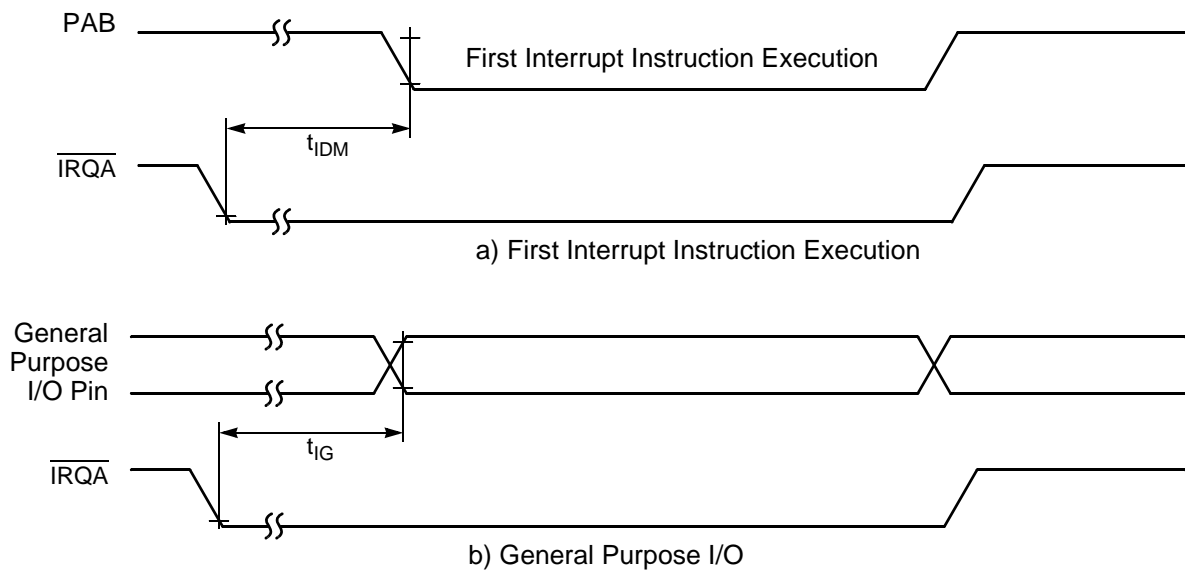 PAB
First Interrupt Instruction Execution
tIDM
IRQA
a) First Interrupt Instruction Execution
General
Purpose
I/O Pin
tIG
IRQA
b) General Purpose I/O